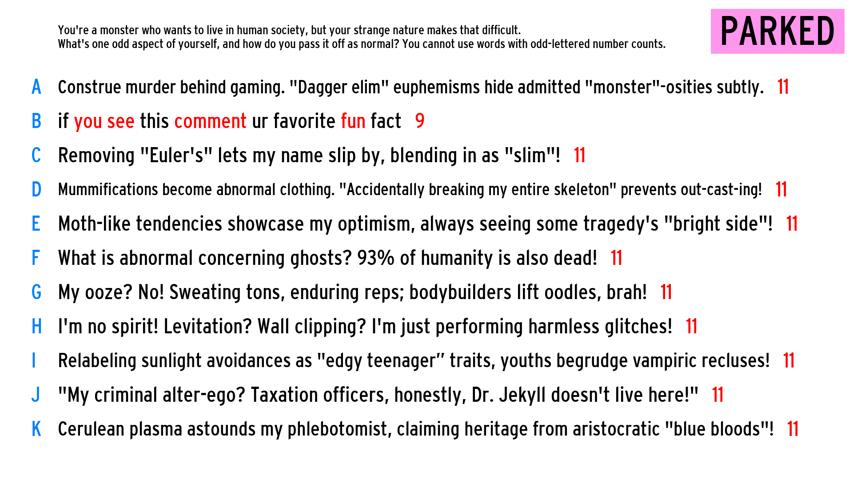 You're a monster who wants to live in human society, but your strange nature makes that difficult.
What's one odd aspect of yourself, and how do you pass it off as normal? You cannot use words with odd-lettered number counts.
PARKED
A Construe murder behind gaming. "Dagger elim" euphemisms hide admitted "monster"-osities subtly. 11
B if you see this comment ur favorite fun fact 9
C Removing "Euler's" lets my name slip by, blending in as "slim"! 11
D Mummifications become abnormal clothing. "Accidentally breaking my entire skeleton" prevents out-cast-ing! 11
E Moth-like tendencies showcase my optimism, always seeing some tragedy's "bright side"! 11
F What is abnormal concerning ghosts? 93% of humanity is also dead! 11
G My ooze? No! Sweating tons, enduring reps; bodybuilders lift oodles, brah! 11
H I'm no spirit! Levitation? Wall clipping? I'm just performing harmless glitches! 11
I Relabeling sunlight avoidances as "edgy teenager” traits, youths begrudge vampiric recluses! 11
J "My criminal alter-ego? Taxation officers, honestly, Dr. Jekyll doesn't live here!" 11
K Cerulean plasma astounds my phlebotomist, claiming heritage from aristocratic "blue bloods"! 11